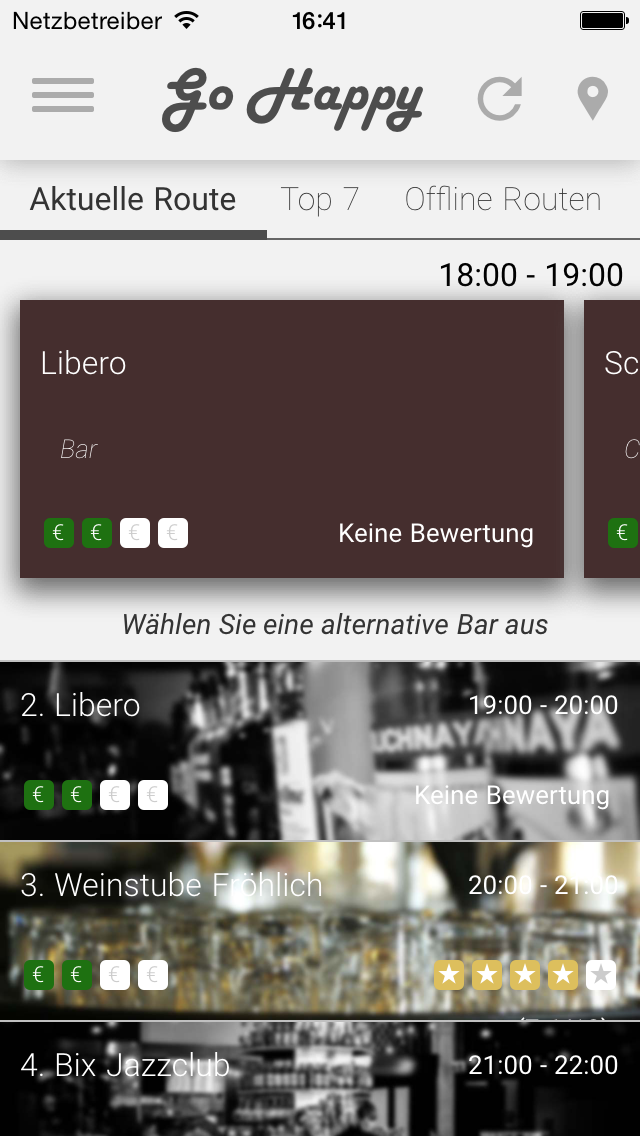 Netzbetreiber 16:41
Go Happy
Aktuelle Route Top 7 Offline Routen
18:00 - 19:00
Libero
Sc
Bar
C
€ € € € Keine Bewertung
€
Wählen Sie eine alternative Bar aus
2. Libero 19:00 - 20:00
€ € € € Keine Bewertung
3. Weinstube Fröhlich 20:00 - 21:00
€ € € €
4. Bix Jazzclub 21:00 - 22:00